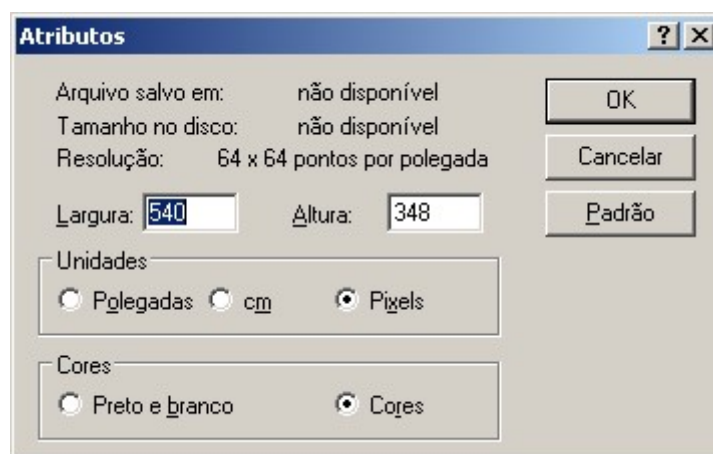 Atributos
Arquivo salvo em: não disponível
Tamanho no disco: não disponível
Resolução: 64 x 64 pontos por polegada
OK
Cancelar
Padrão
Largura: 540 Altura: 348
Unidades
Polegadas cm Pixels
Cores
Preto e branco Cores